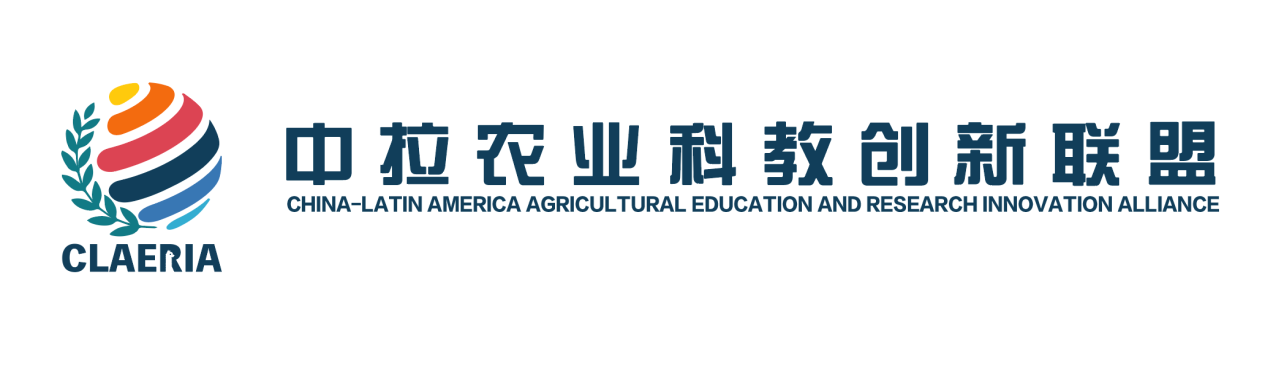 中拉农业科教创新联盟
CHINA-LATIN AMERICA AGRICULTURAL EDUCATION AND RESEARCH INNOVATION ALLIANCE
CLAERIA